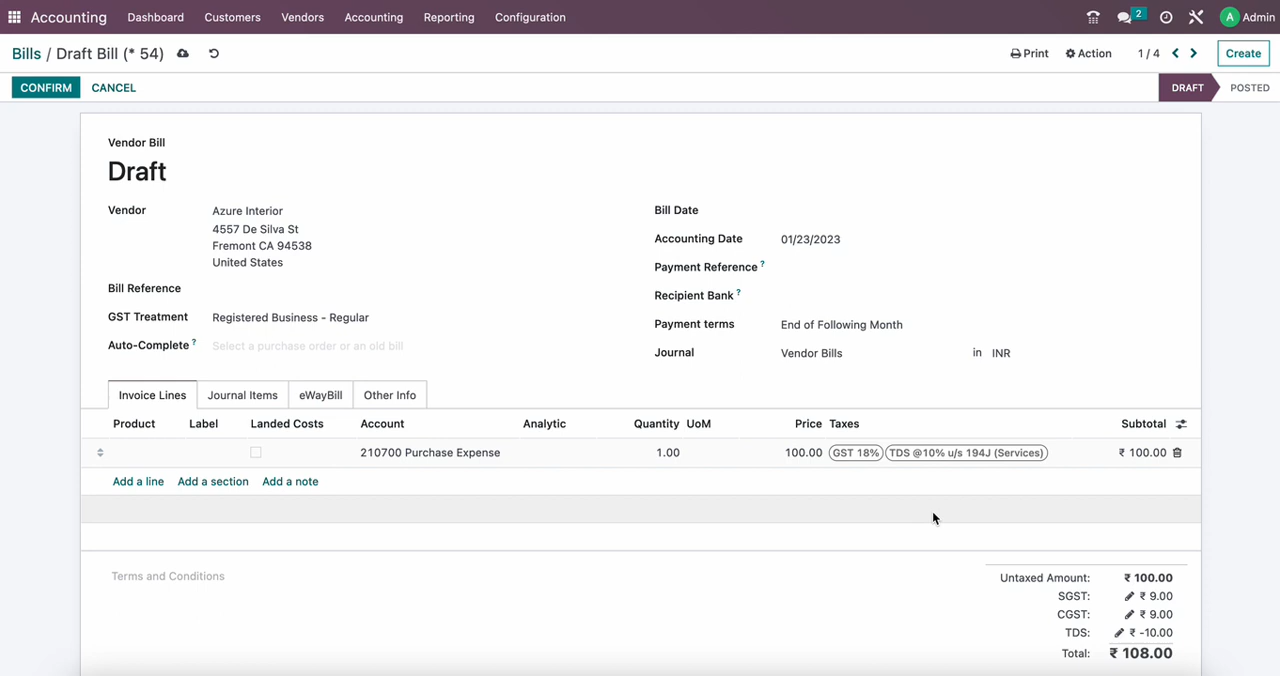 Accounting Dashboard Customers Vendors Accounting Reporting Configuration 2 A Admin
Bills / Draft Bill (* 54) Print Action 1 / 4 Create
CONFIRM CANCEL DRAFT POSTED
Vendor Bill
Draft
Vendor Azure Interior
4557 De Silva St
Fremont CA 94538
United States
Bill Reference
GST Treatment Registered Business - Regular
Auto-Complete ? Select a purchase order or an old bill
Bill Date
Accounting Date 01/23/2023
Payment Reference ?
Recipient Bank ?
Payment terms End of Following Month
Journal Vendor Bills in INR
Invoice Lines Journal Items eWayBill Other Info
Product Label Landed Costs Account Analytic Quantity UoM Price Taxes Subtotal
210700 Purchase Expense 1.00 100.00 GST 18% TDS @10% u/s 194J (Services) ₹ 100.00
Add a line Add a section Add a note
Terms and Conditions
Untaxed Amount: ₹ 100.00
SGST: ₹ 9.00
CGST: ₹ 9.00
TDS: ₹ -10.00
Total: ₹ 108.00